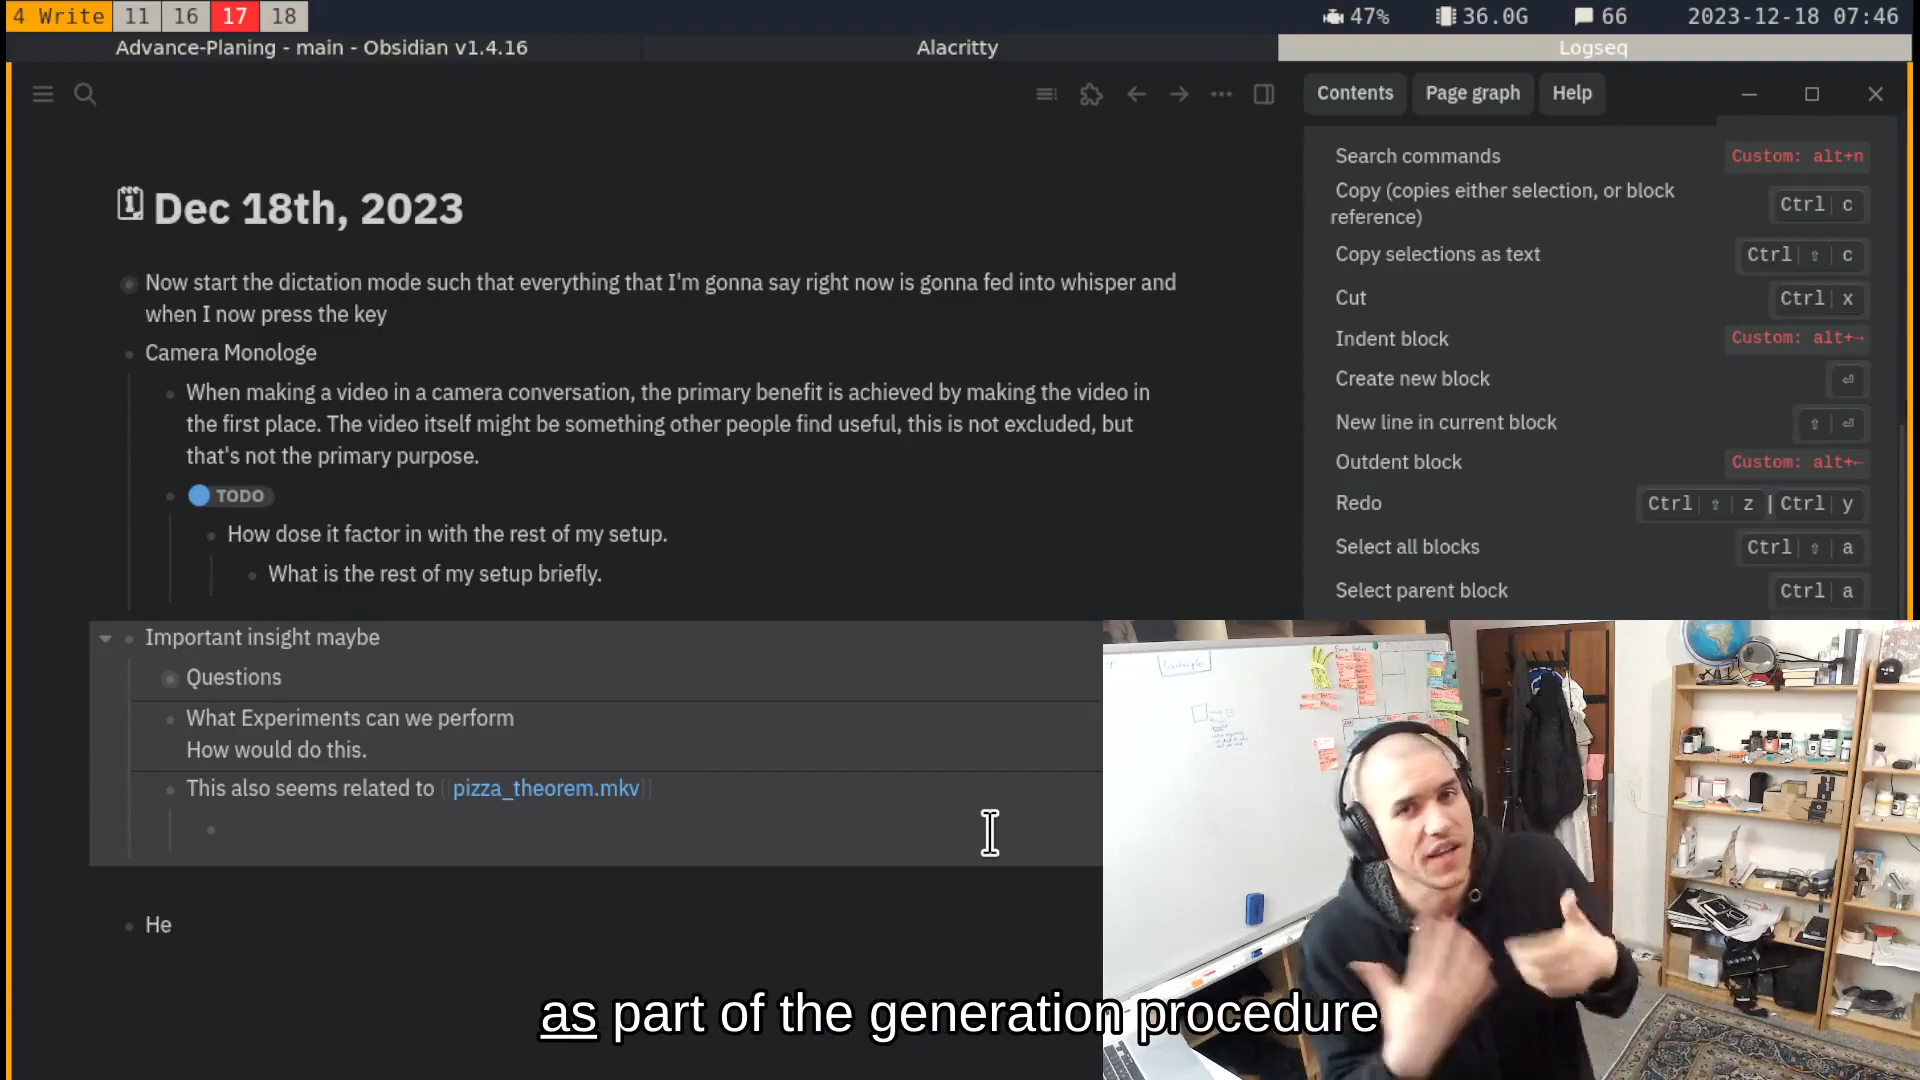 4 Write 11 16 17 18
47% 36.0G 66 2023-12-18 07:46
Advance-Planing - main - Obsidian v1.4.16 Alacritty Logseq
Contents Page graph Help
Dec 18th, 2023
Now start the dictation mode such that everything that I'm gonna say right now is gonna fed into whisper and
when I now press the key
Camera Monologe
When making a video in a camera conversation, the primary benefit is achieved by making the video in
the first place. The video itself might be something other people find useful, this is not excluded, but
that's not the primary purpose.
TODO
How dose it factor in with the rest of my setup.
What is the rest of my setup briefly.
Important insight maybe
Questions
What Experiments can we perform
How would do this.
This also seems related to [[pizza_theorem.mkv]]
He
Search commands Custom: alt+n
Copy (copies either selection, or block
reference) Ctrl c
Copy selections as text Ctrl ⇧ c
Cut Ctrl x
Indent block Custom: alt+→
Create new block ⏎
New line in current block ⇧ ⏎
Outdent block Custom: alt+←
Redo Ctrl ⇧ z | Ctrl y
Select all blocks Ctrl ⇧ a
Select parent block Ctrl a
as part of the generation procedure